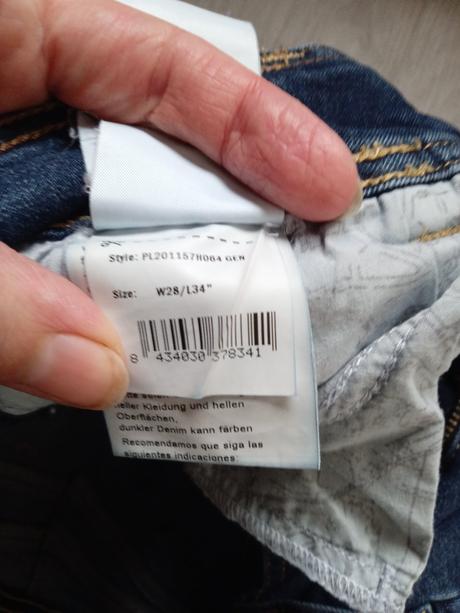 Style: PL201157H064 GEN
Size: W28/L34"
8 434030 378341
heller Kleidung und hellen
Oberflächen,
dunkler Denim kann färben
Recomendamos que siga las
siguientes indicaciones: